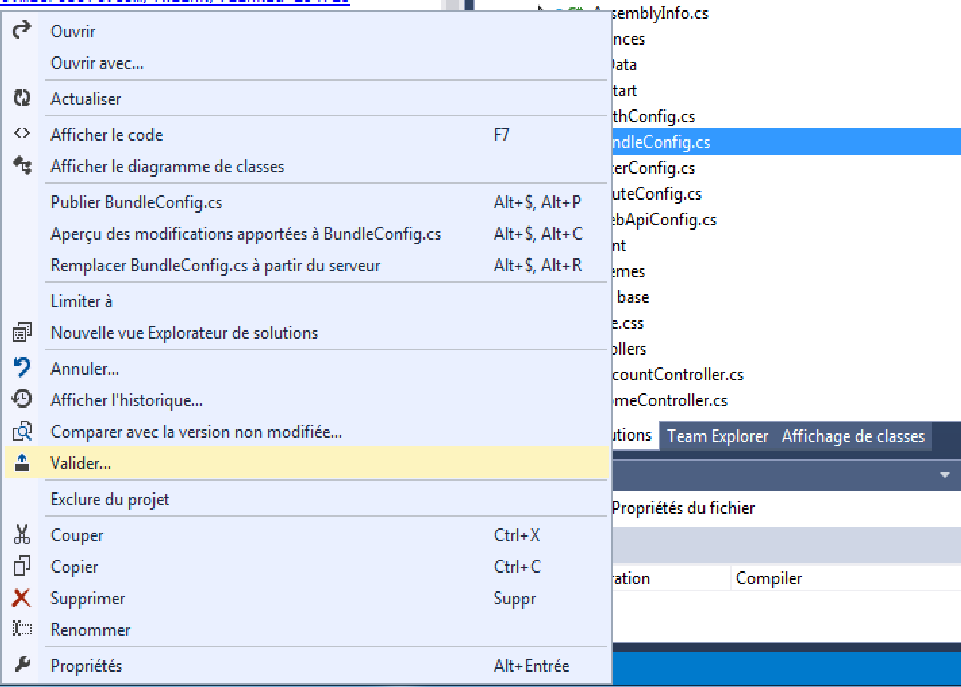 Ouvrir
Ouvrir avec...
Actualiser
Afficher le code F7
Afficher le diagramme de classes
Publier BundleConfig.cs Alt+$, Alt+P
Aperçu des modifications apportées à BundleConfig.cs Alt+$, Alt+C
Remplacer BundleConfig.cs à partir du serveur Alt+$, Alt+R
Limiter à
Nouvelle vue Explorateur de solutions
Annuler...
Afficher l'historique...
Comparer avec la version non modifiée...
Valider...
Exclure du projet
Couper Ctrl+X
Copier Ctrl+C
Supprimer Suppr
Renommer
Propriétés Alt+Entrée
semblyInfo.cs
nces
ata
tart
thConfig.cs
ndleConfig.cs
terConfig.cs
uteConfig.cs
ebApiConfig.cs
nt
emes
base
e.css
ollers
countController.cs
meController.cs
utions Team Explorer Affichage de classes
Propriétés du fichier
ration Compiler